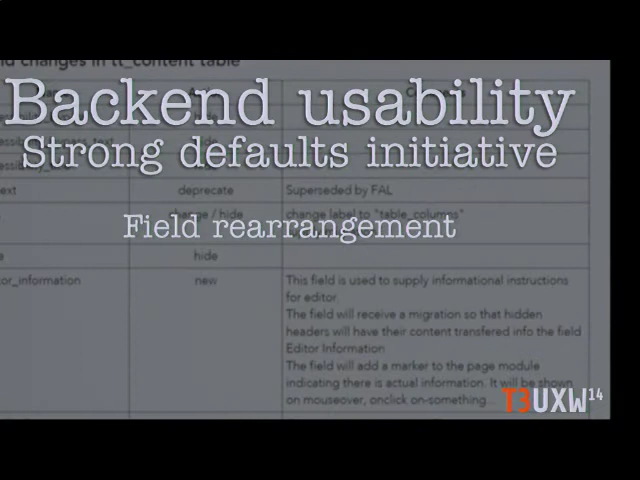 changes in tt_content table
Backend usability
Strong defaults initiative
deprecate
Superseded by FAL
change / hide
change label to "table_columns"
Field rearrangement
hide
new
This field is used to supply informational instructions
for editor.
The field will receive a migration so that hidden
headers will have their content transfered info the field
Editor Information
The field will add a marker to the page module
indicating there is actual information. It will be shown
on mouseover, onclick on-something...
T3UXW14